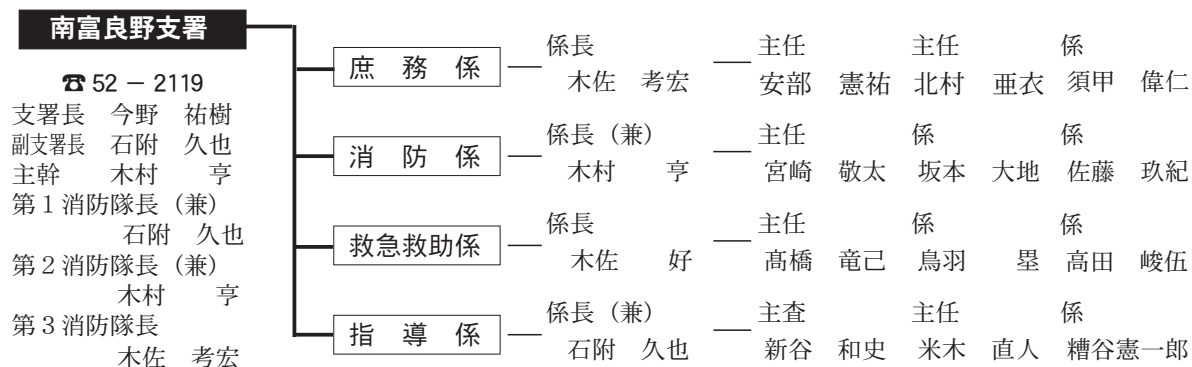 南富良野支署
☎ 52 － 2119
支署長　今野　祐樹
副支署長　石附　久也
主幹　木村　亨
第１消防隊長（兼）
石附　久也
第２消防隊長（兼）
木村　亨
第３消防隊長
木佐　考宏
庶務係
係長　主任　主任　係
木佐　考宏　安部　憲祐　北村　亜衣　須甲　偉仁
消防係
係長（兼）　主任　係　係
木村　亨　宮崎　敬太　坂本　大地　佐藤　玖紀
救急救助係
係長　主任　係　係
木佐　好　髙橋　竜己　鳥羽　塁　高田　峻伍
指導係
係長（兼）　主査　主任　係
石附　久也　新谷　和史　米木　直人　糟谷憲一郎